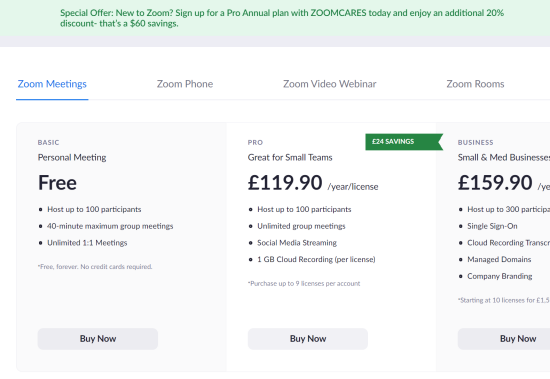 Special Offer: New to Zoom? Sign up for a Pro Annual plan with ZOOMCARES today and enjoy an additional 20%
discount- that's a $60 savings.
Zoom Meetings
Zoom Phone
Zoom Video Webinar
Zoom Rooms
BASIC
Personal Meeting
Free
Host up to 100 participants
40-minute maximum group meetings
Unlimited 1:1 Meetings
*Free, forever. No credit cards required.
Buy Now
£24 SAVINGS
PRO
Great for Small Teams
£119.90 /year/license
Host up to 100 participants
Unlimited group meetings
Social Media Streaming
1 GB Cloud Recording (per license)
*Purchase up to 9 licenses per account
Buy Now
BUSINESS
Small & Med Businesses
£159.90 /ye
Host up to 300 participa
Single Sign-On
Cloud Recording Transcr
Managed Domains
Company Branding
*Starting at 10 licenses for £1,5
Buy Now